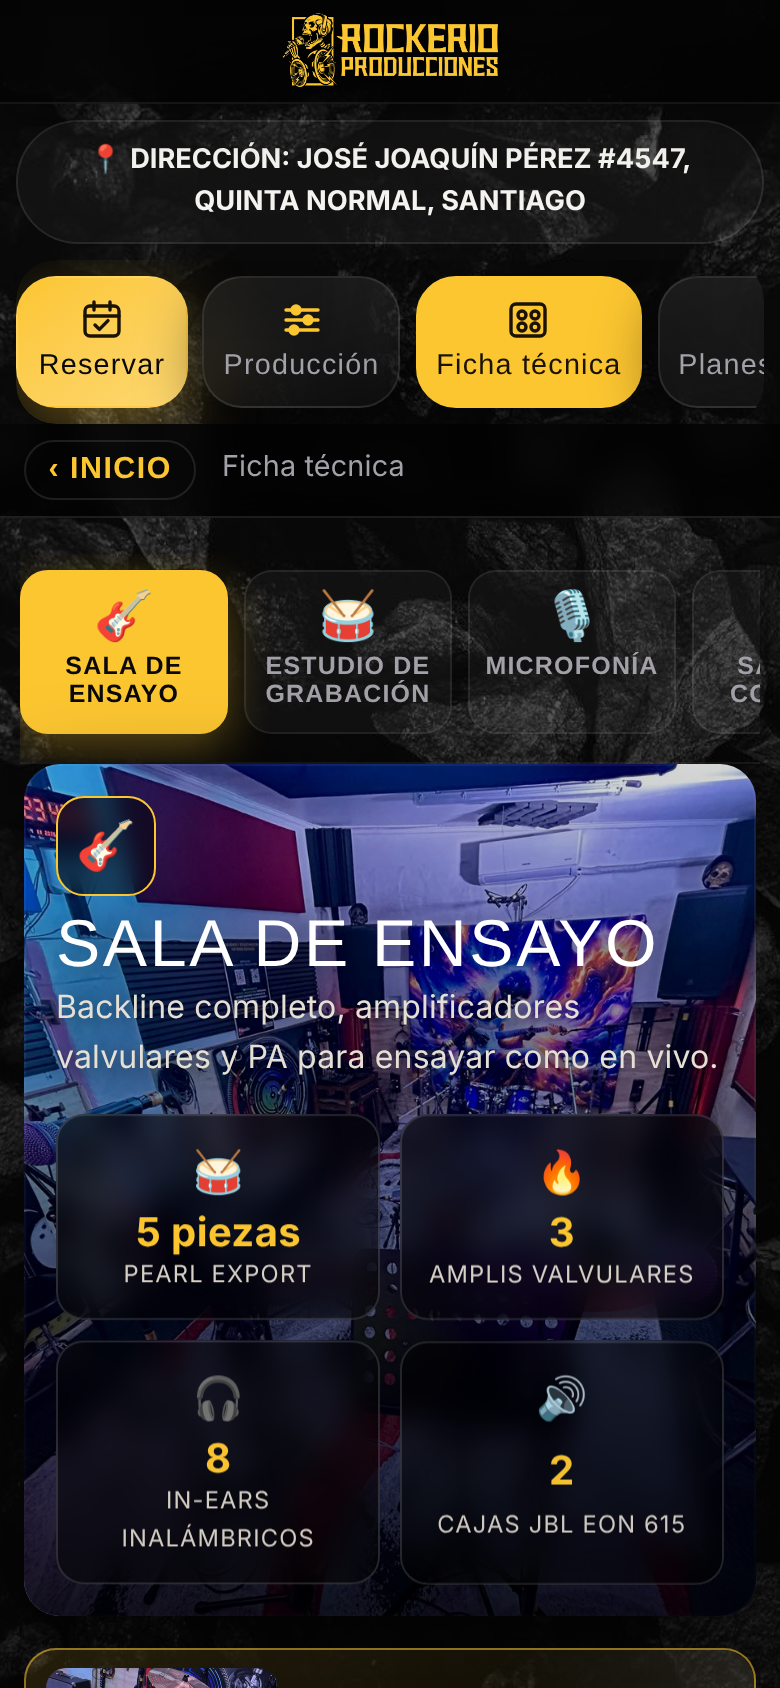 ROCKERIO
PRODUCCIONES
📍 DIRECCIÓN: JOSÉ JOAQUÍN PÉREZ #4547,
QUINTA NORMAL, SANTIAGO
Reservar
Producción
Ficha técnica
Planes
‹ INICIO
Ficha técnica
SALA DE
ENSAYO
ESTUDIO DE
GRABACIÓN
MICROFONÍA
SALA DE ENSAYO
Backline completo, amplificadores
valvulares y PA para ensayar como en vivo.
5 piezas
PEARL EXPORT
3
AMPLIS VALVULARES
8
IN-EARS
INALÁMBRICOS
2
CAJAS JBL EON 615